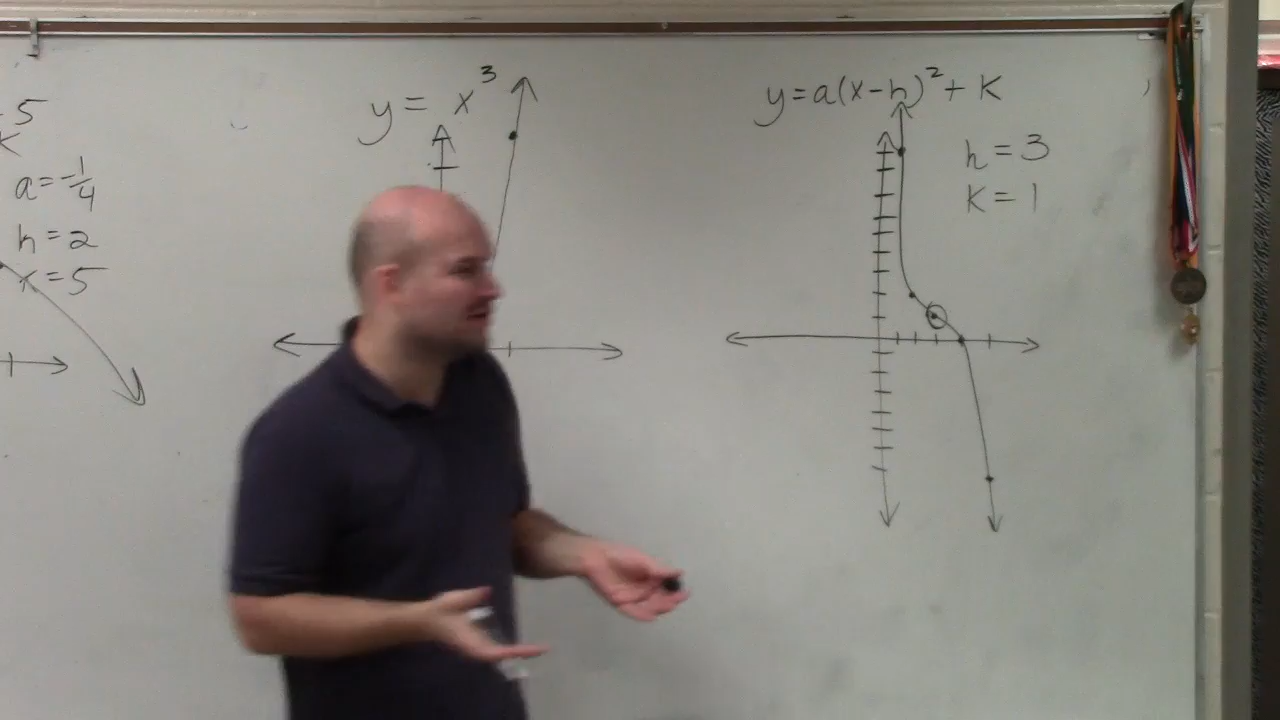 5
K
a=-1/4
h=2
x=5
y= x³
y=a(x-h)²+ K
h=3
K=1